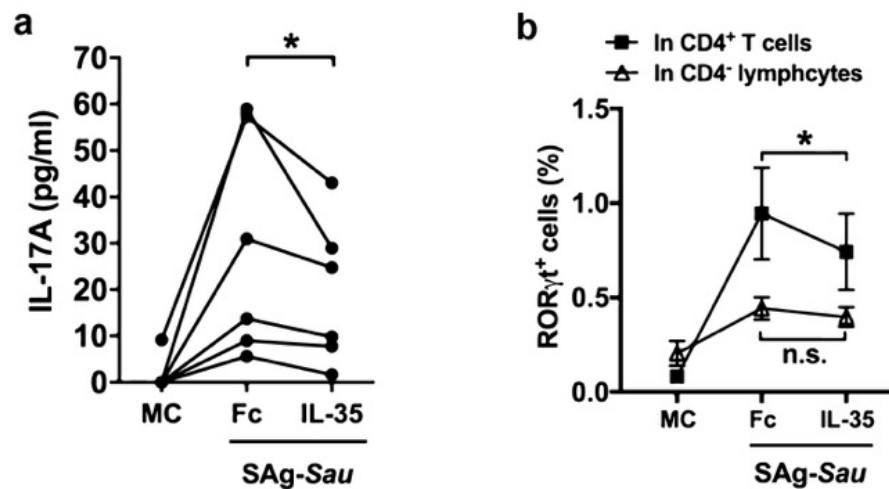 a
IL-17A (pg/ml)
70
60
50
40
30
20
10
0
*
MC Fc IL-35
SAg-Sau
b
In CD4+ T cells
In CD4- lymphcytes
RORγt+ cells (%)
1.5
1.0
0.5
0.0
*
n.s.
MC Fc IL-35
SAg-Sau